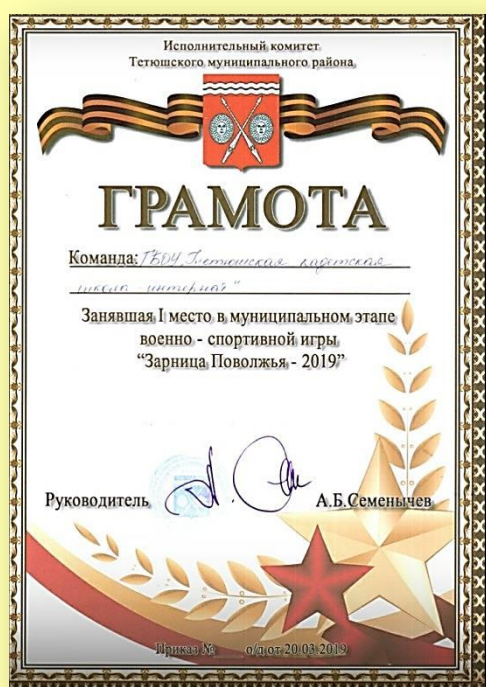 Исполнительный комитет
Тетюшского муниципального района
ГРАМОТА
Команда: ГБОУ "Тетюшская кадетская
школа интернат"
Занявшая I место в муниципальном этапе
военно - спортивной игры
“Зарница Поволжья - 2019”
Руководитель А.Б.Семенычев
Приказ № о/д от 20.03.2019